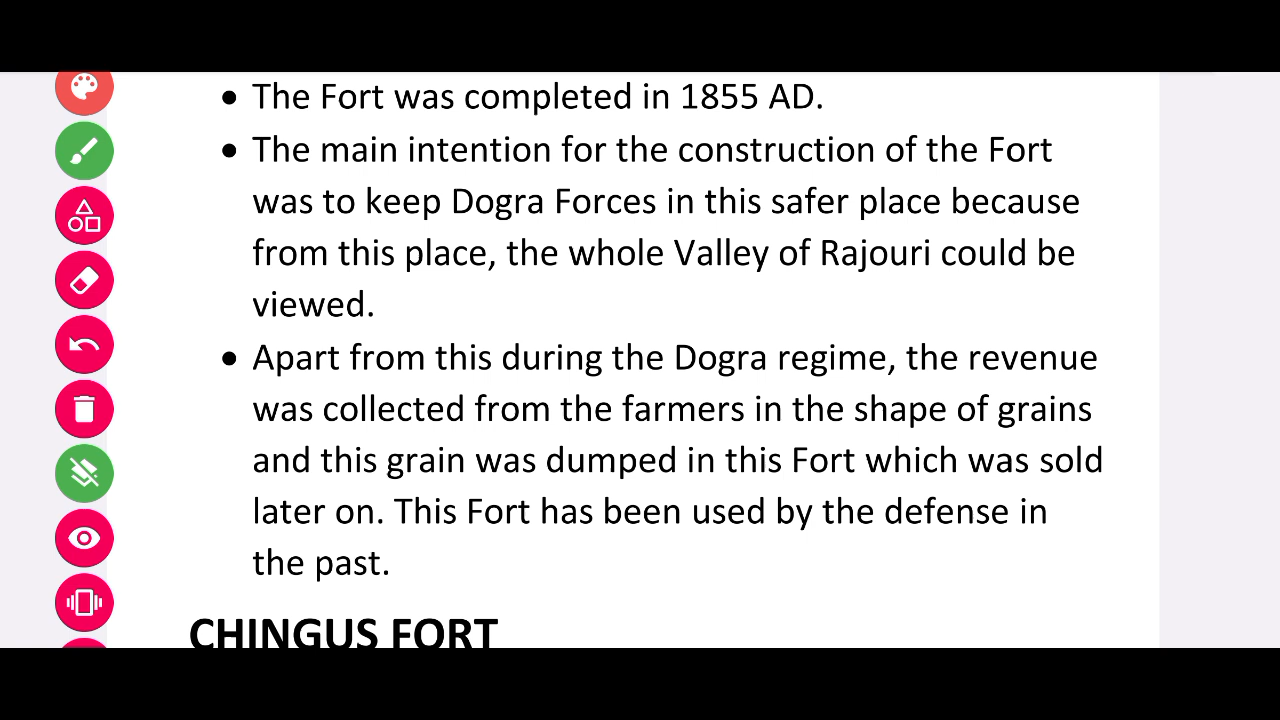 • The Fort was completed in 1855 AD.
• The main intention for the construction of the Fort
was to keep Dogra Forces in this safer place because
from this place, the whole Valley of Rajouri could be
viewed.
• Apart from this during the Dogra regime, the revenue
was collected from the farmers in the shape of grains
and this grain was dumped in this Fort which was sold
later on. This Fort has been used by the defense in
the past.
CHINGUS FORT